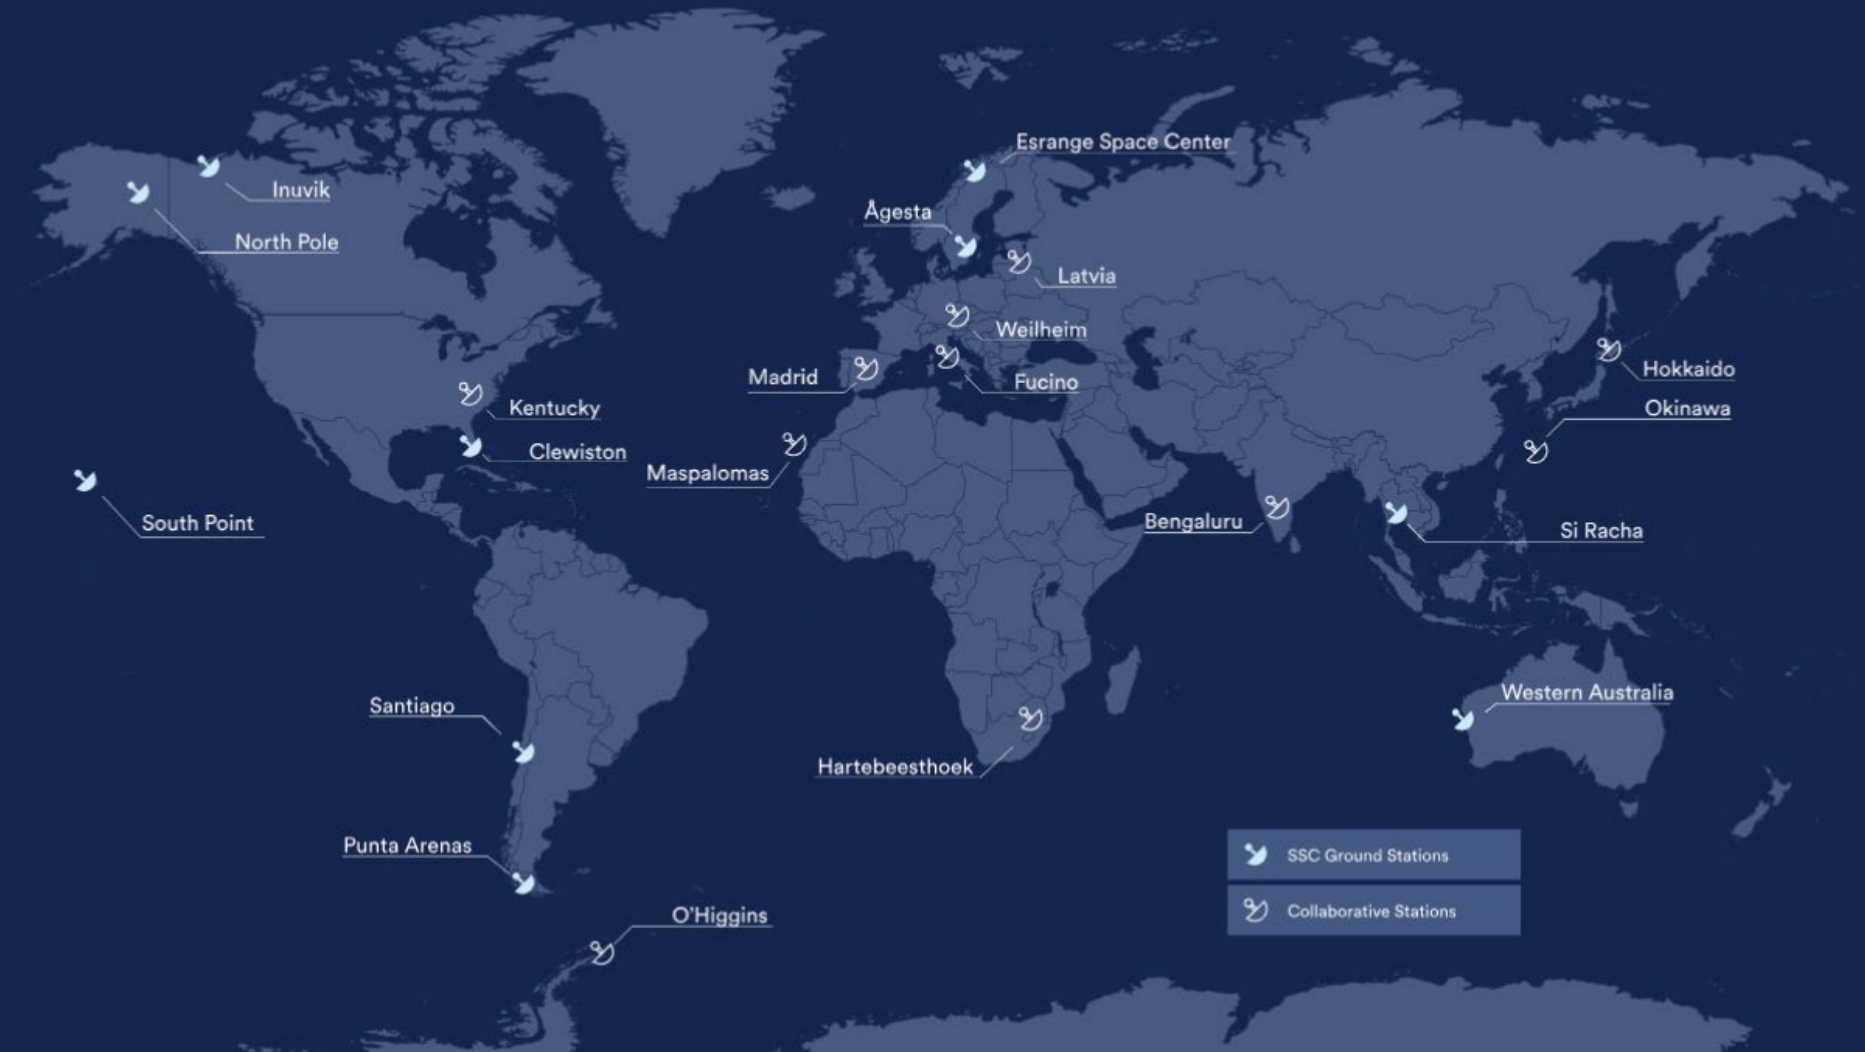 Esrange Space Center
Inuvik
Ågesta
North Pole
Latvia
Weilheim
Hokkaido
Madrid
Fucino
Kentucky
Okinawa
Clewiston
Maspalomas
South Point
Bengaluru
Si Racha
Western Australia
Santiago
Hartebeesthoek
Punta Arenas
SSC Ground Stations
O'Higgins
Collaborative Stations